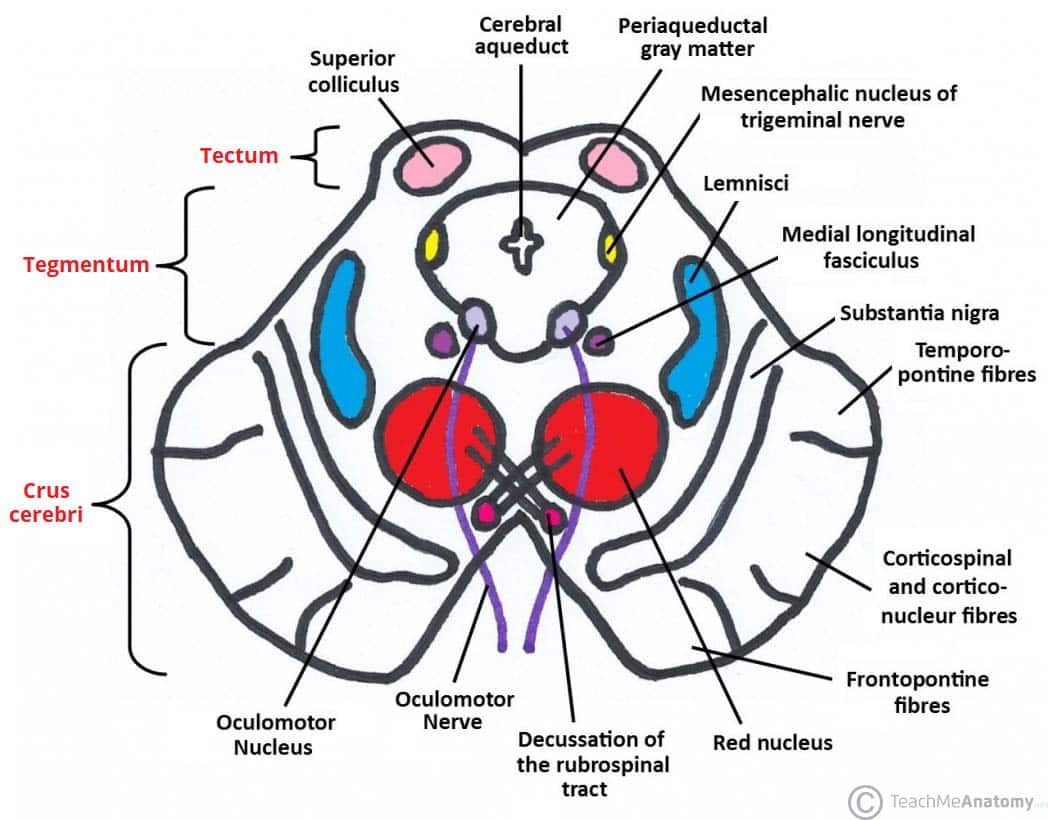 Cerebral
aqueduct
Periaqueductal
gray matter
Superior
colliculus
Mesencephalic nucleus of
trigeminal nerve
Tectum
Lemnisci
Medial longitudinal
fasciculus
Tegmentum
Substantia nigra
Temporo-
pontine fibres
Crus
cerebri
Corticospinal
and cortico-
nucleur fibres
Frontopontine
fibres
Oculomotor
Nerve
Oculomotor
Nucleus
Decussation of
the rubrospinal
tract
Red nucleus
© TeachMeAnatomy